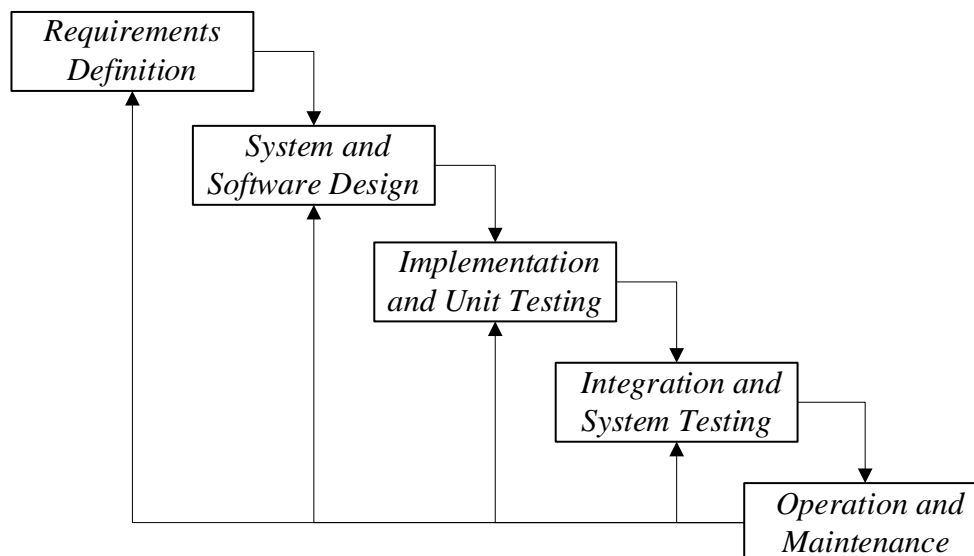 Requirements
Definition
System and
Software Design
Implementation
and Unit Testing
Integration and
System Testing
Operation and
Maintenance